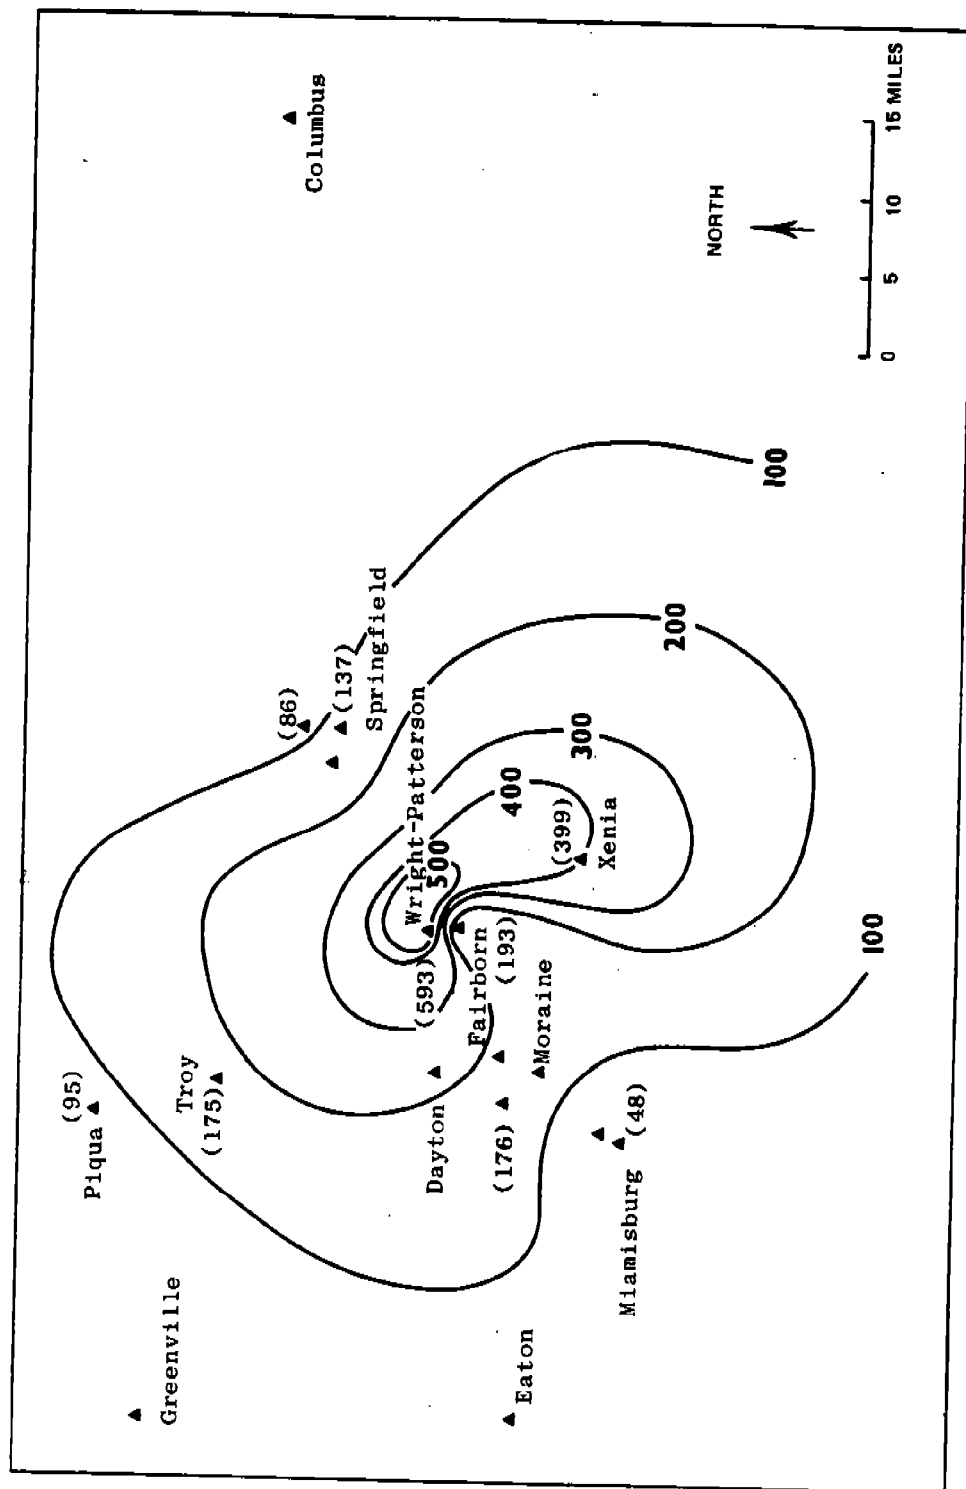 (95)
Piqua
Troy
(175)
Greenville
Columbus
(86)
(137)
Springfield
Wright-Patterson
(593)
500
Dayton
Fairborn
(193)
400
(176)
Moraine
Eaton
(399)
Xenia
300
Miamisburg
(48)
200
100
100
NORTH
0
5
10
15 MILES